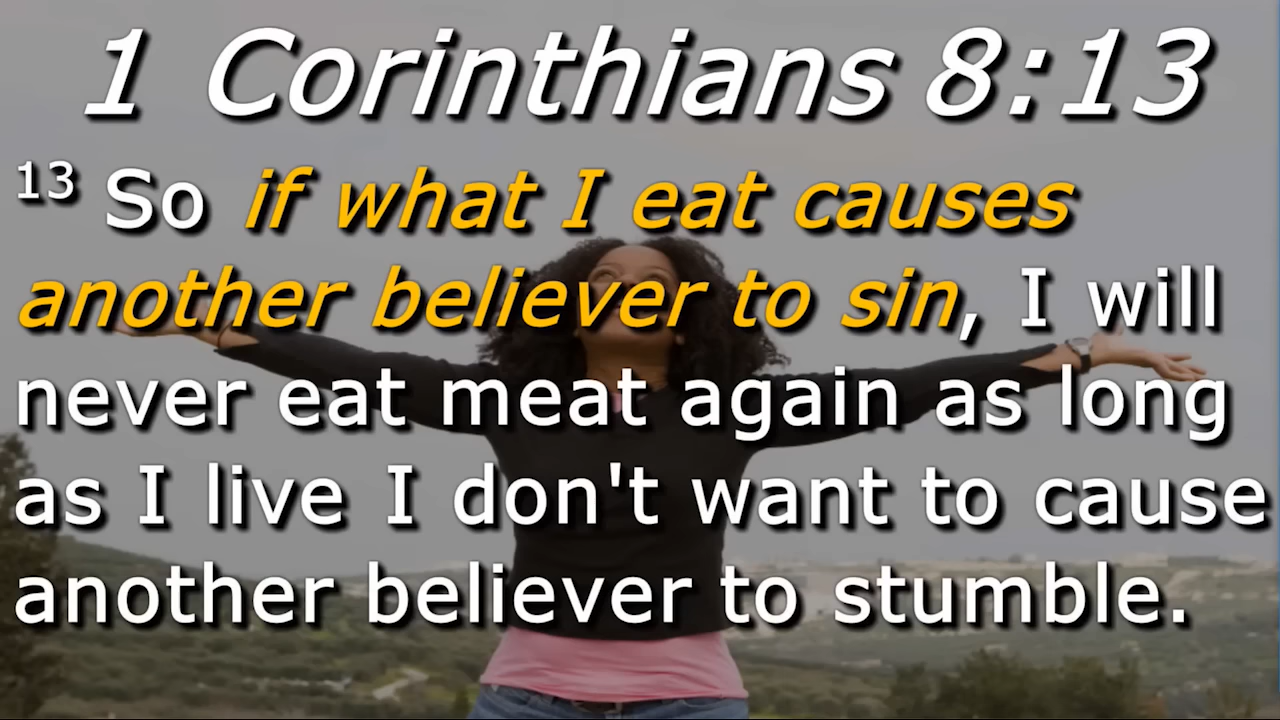 1 Corinthians 8:13
13 So if what I eat causes
another believer to sin, I will
never eat meat again as long
as I live I don't want to cause
another believer to stumble.